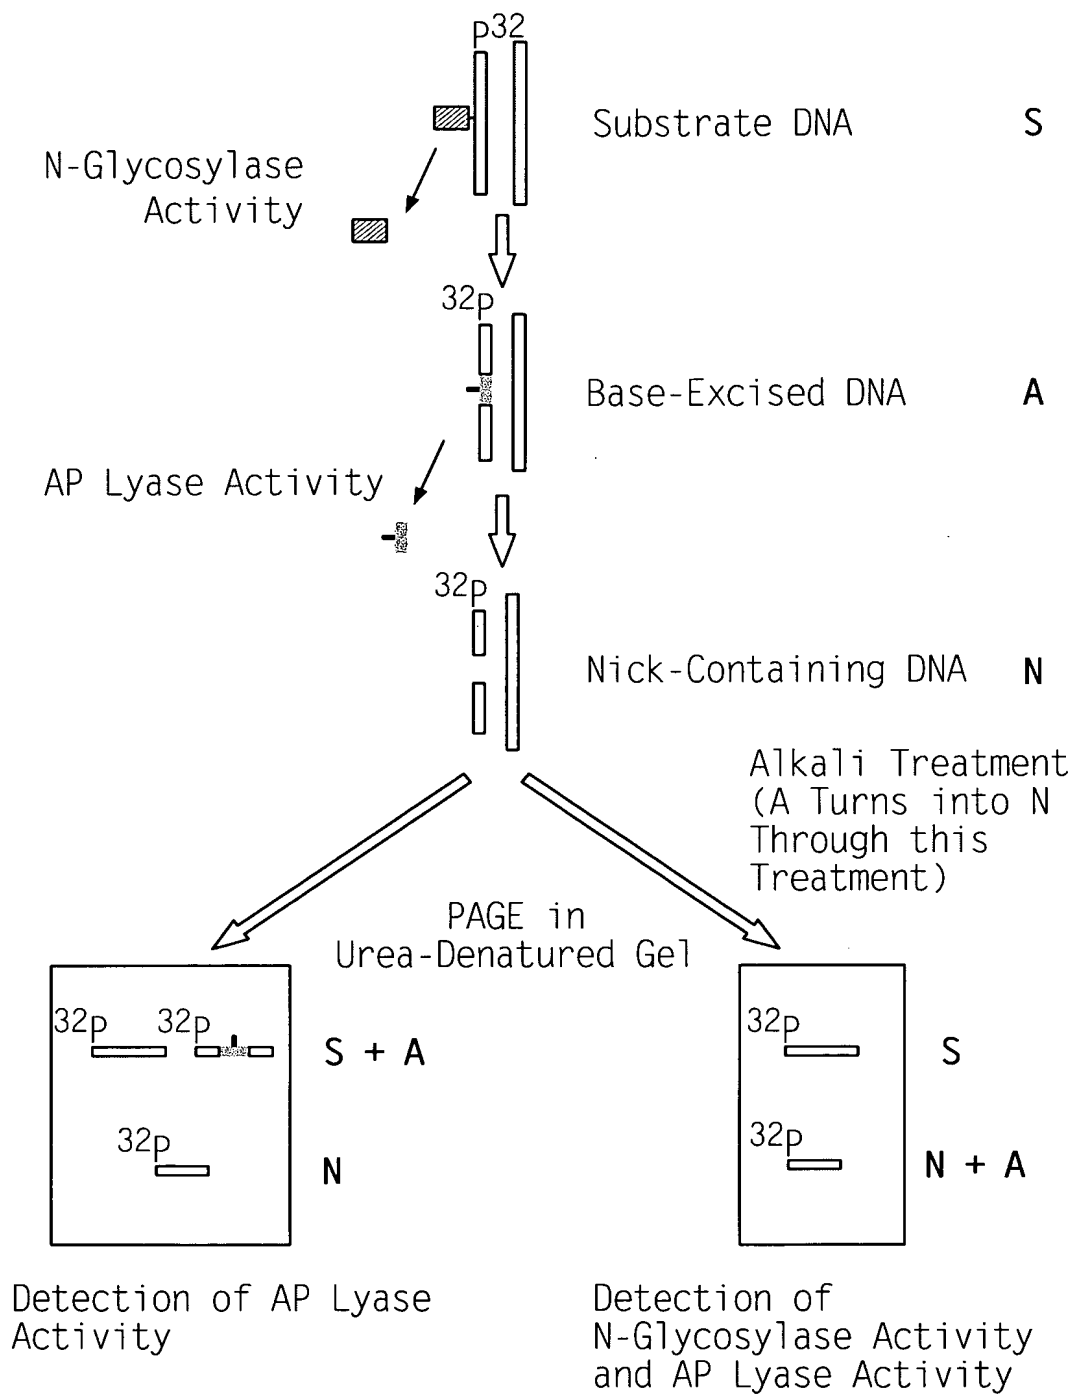 p32
Substrate DNA S
N-Glycosylase
Activity
32p
Base-Excised DNA A
AP Lyase Activity
32p
Nick-Containing DNA N
Alkali Treatment
(A Turns into N
Through this
Treatment)
PAGE in
Urea-Denatured Gel
32p 32p
S + A
32p
N
32p
S
32p
N + A
Detection of AP Lyase
Activity
Detection of
N-Glycosylase Activity
and AP Lyase Activity